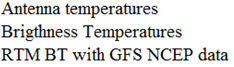 Antenna temperatures
Brigthness Temperatures
RTM BT with GFS NCEP data